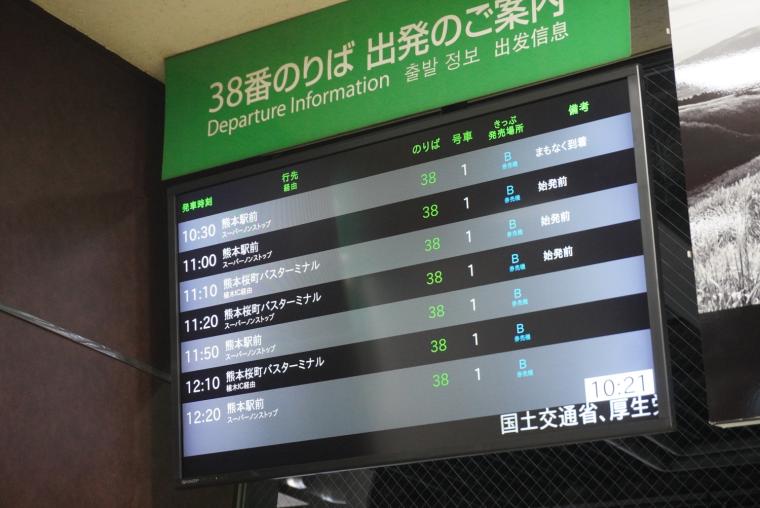 38番のりば 出発のご案内
Departure Information 출발 정보 出发信息
発車時刻 行先 経由 のりば 号車 きっぷ発売場所 備考
10:30 熊本駅前 スーパーノンストップ 38 1 B 券売機 まもなく到着
11:00 熊本駅前 スーパーノンストップ 38 1 B 券売機 始発前
11:10 熊本桜町バスターミナル 植木IC経由 38 1 B 券売機 始発前
11:20 熊本桜町バスターミナル スーパーノンストップ 38 1 B 券売機 始発前
11:50 熊本駅前 スーパーノンストップ 38 1 B 券売機
12:10 熊本桜町バスターミナル 植木IC経由 38 1 B 券売機
12:20 熊本駅前 スーパーノンストップ 38 1 B 券売機
10:21
国土交通省、厚生労
SHARP